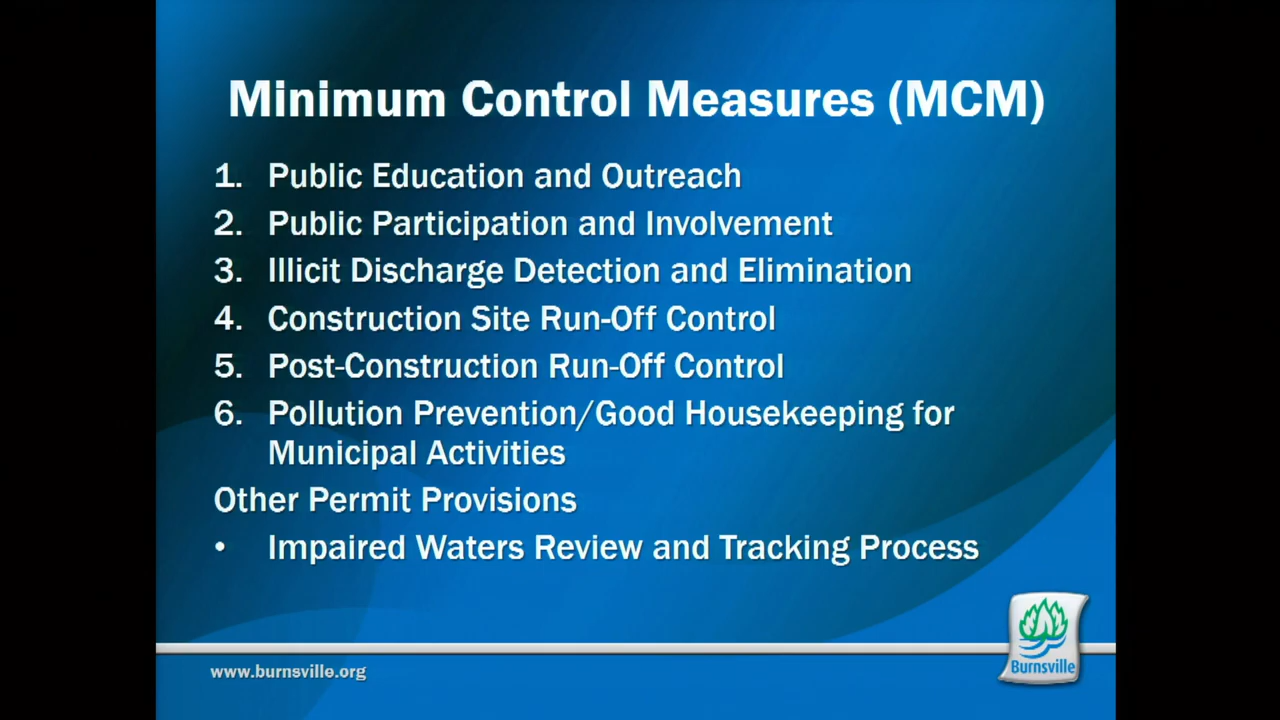 Minimum Control Measures (MCM)
1. Public Education and Outreach
2. Public Participation and Involvement
3. Illicit Discharge Detection and Elimination
4. Construction Site Run-Off Control
5. Post-Construction Run-Off Control
6. Pollution Prevention/Good Housekeeping for
Municipal Activities
Other Permit Provisions
• Impaired Waters Review and Tracking Process
www.burnsville.org
Burnsville